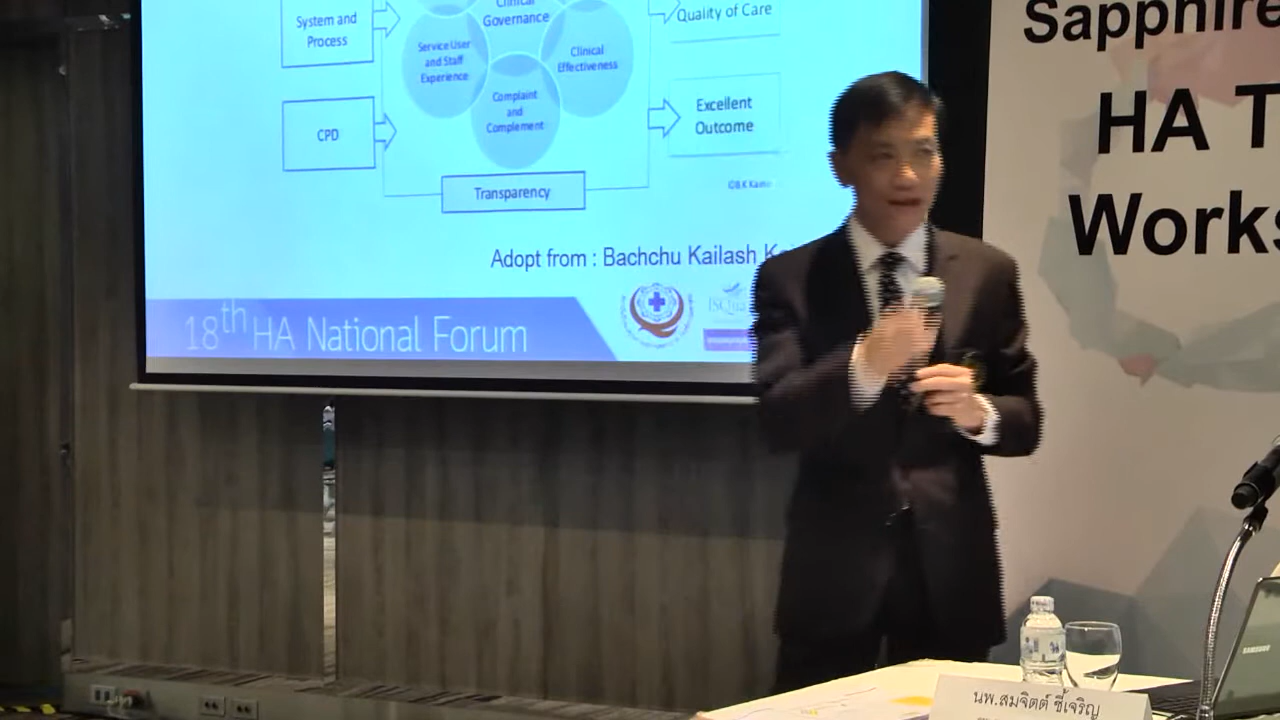 Clinical
Governance
System and
Process
Service User
and Staff
Experience
Clinical
Effectiveness
Complaint
and
Complement
CPD
Quality of Care
Excellent
Outcome
Transparency
Adopt from : Bachchu Kailash
18th HA National Forum
Sapphire
HA T
Works
SAMSUNG
นพ.สมจิตต์ ชี้เจริญ